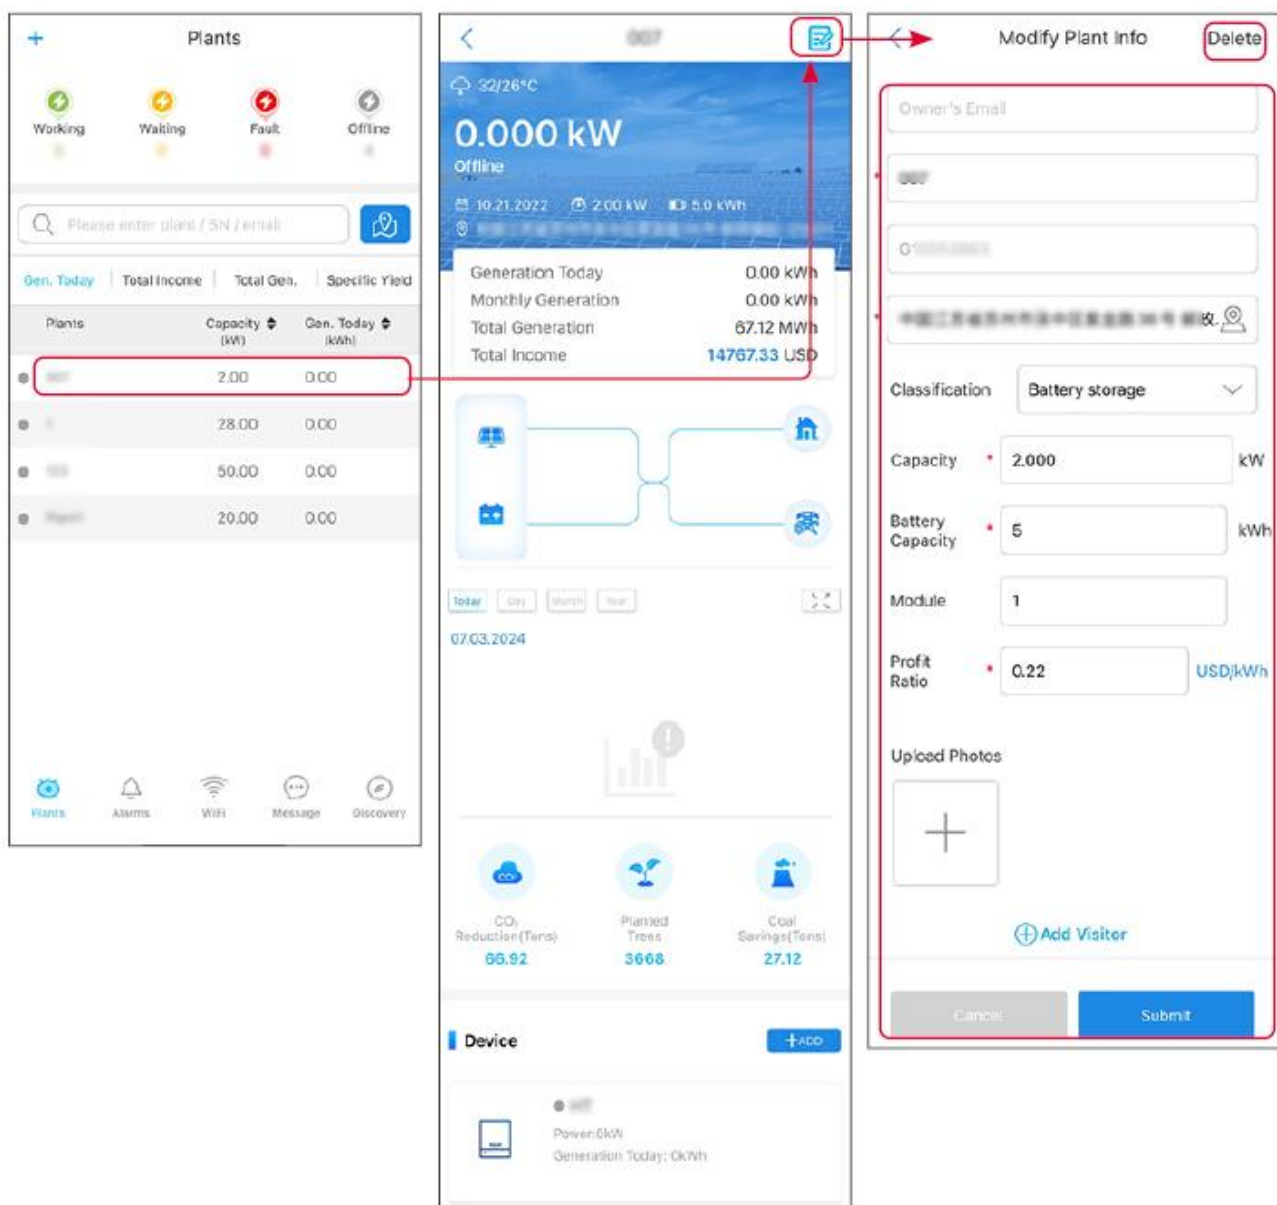 Plants
Working
Waiting
Fault
Offline
Please enter plant / SN / email
Gen. Today
Total Income
Total Gen.
Specific Yield
Plants
Capacity
(kW)
Gen. Today
(kWh)
2.00 0.00
1 28.00 0.00
50.00 0.00
20.00 0.00
Plants
Alarms
WiFi
Message
Discovery
007
32/26°C
0.000 kW
Offline
10.21.2022 2.00 kW 5.0 kWh
Generation Today 0.00 kWh
Monthly Generation 0.00 kWh
Total Generation 67.12 MWh
Total Income 14767.33 USD
Today Day Month Year
07.03.2024
CO₂
Reduction(Tons)
66.92
Planted
Trees
3668
Coal
Savings(Tons)
27.12
Device
+ADD
Power:0kW
Generation Today: 0kWh
Modify Plant Info
Delete
Owner's Email
007
Classification Battery storage
Capacity * 2.000 kW
Battery
Capacity * 5 kWh
Module 1
Profit
Ratio * 0.22 USD/kWh
Upload Photos
Add Visitor
Cancel
Submit